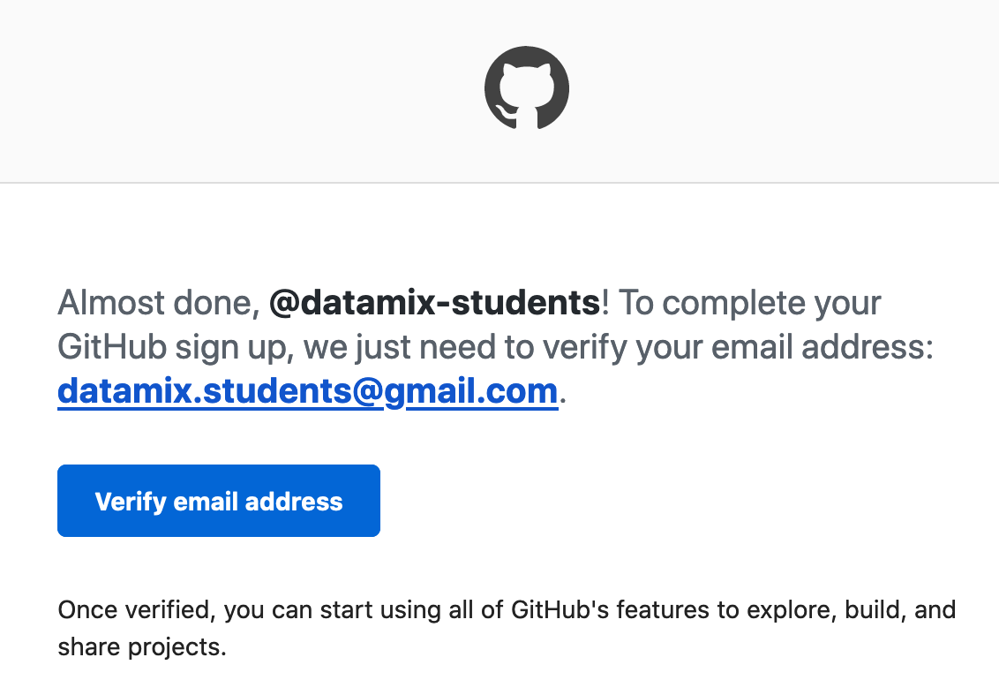 Almost done, @datamix-students! To complete your
GitHub sign up, we just need to verify your email address:
datamix.students@gmail.com.
Verify email address
Once verified, you can start using all of GitHub's features to explore, build, and
share projects.